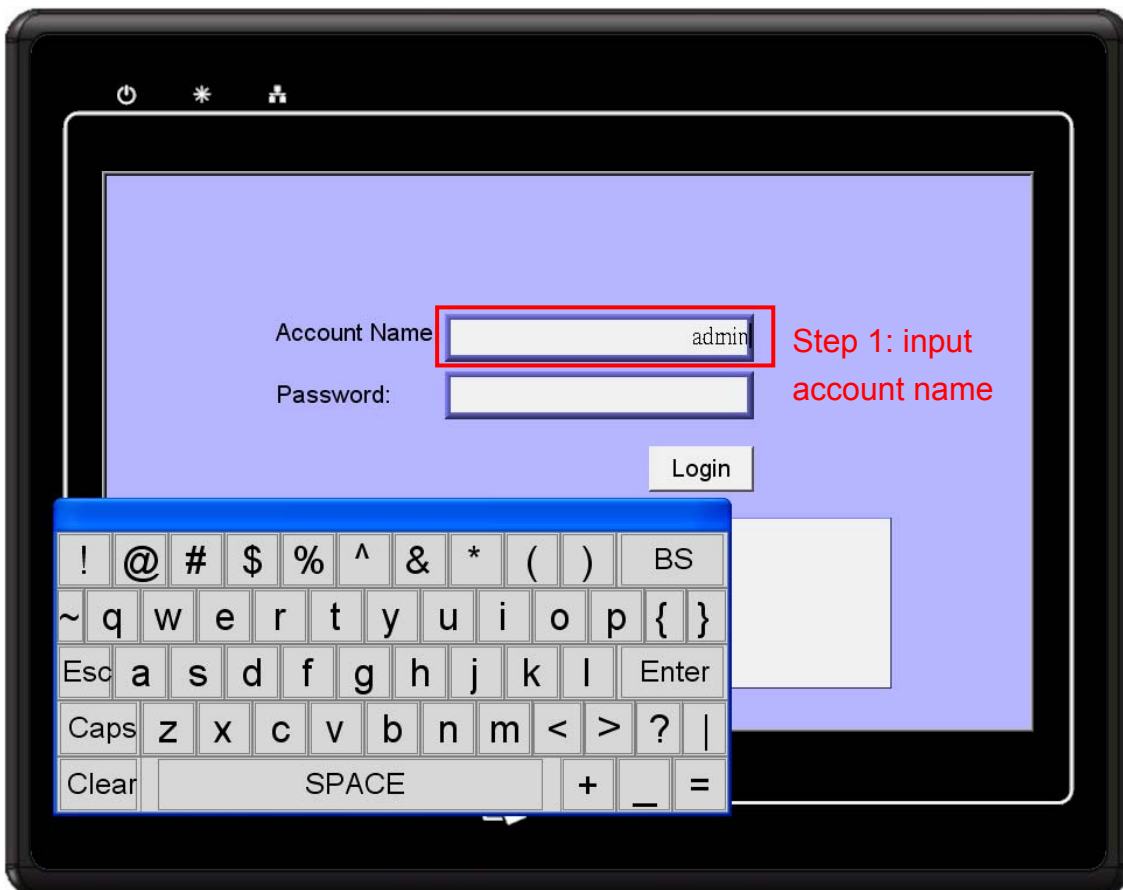 Account Name
admin
Step 1: input
account name
Password:
Login
! @ # $ % ^ & * ( ) BS
~ q w e r t y u i o p { }
Esc a s d f g h j k l Enter
Caps z x c v b n m < > ? |
Clear SPACE + _ =